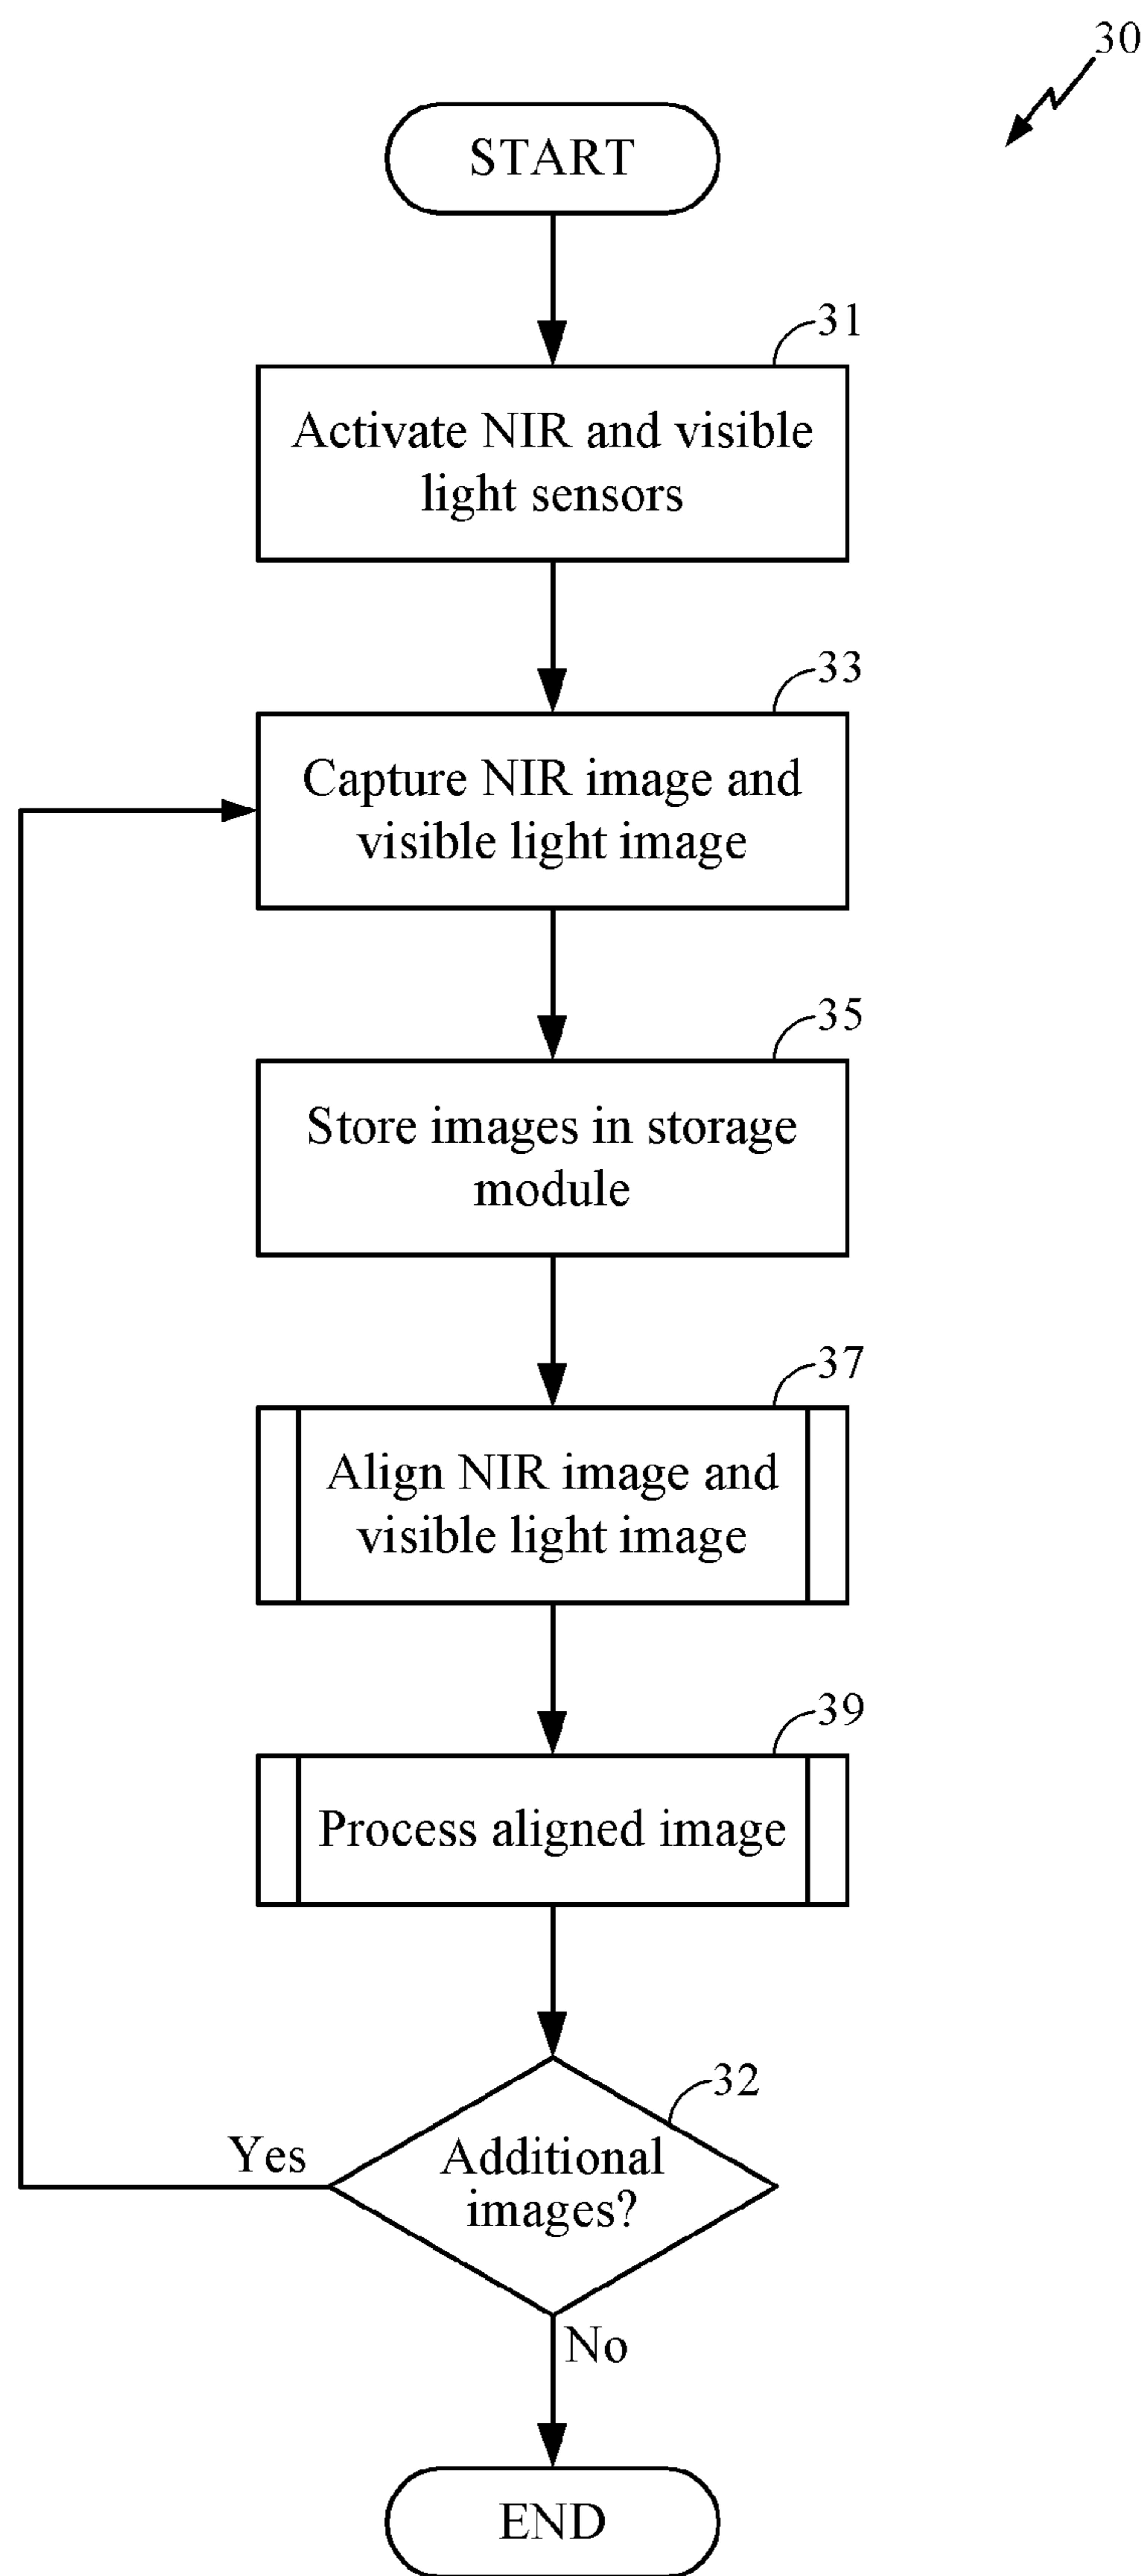 30
START
31
Activate NIR and visible
light sensors
33
Capture NIR image and
visible light image
35
Store images in storage
module
37
Align NIR image and
visible light image
39
Process aligned image
32
Additional
images?
Yes
No
END